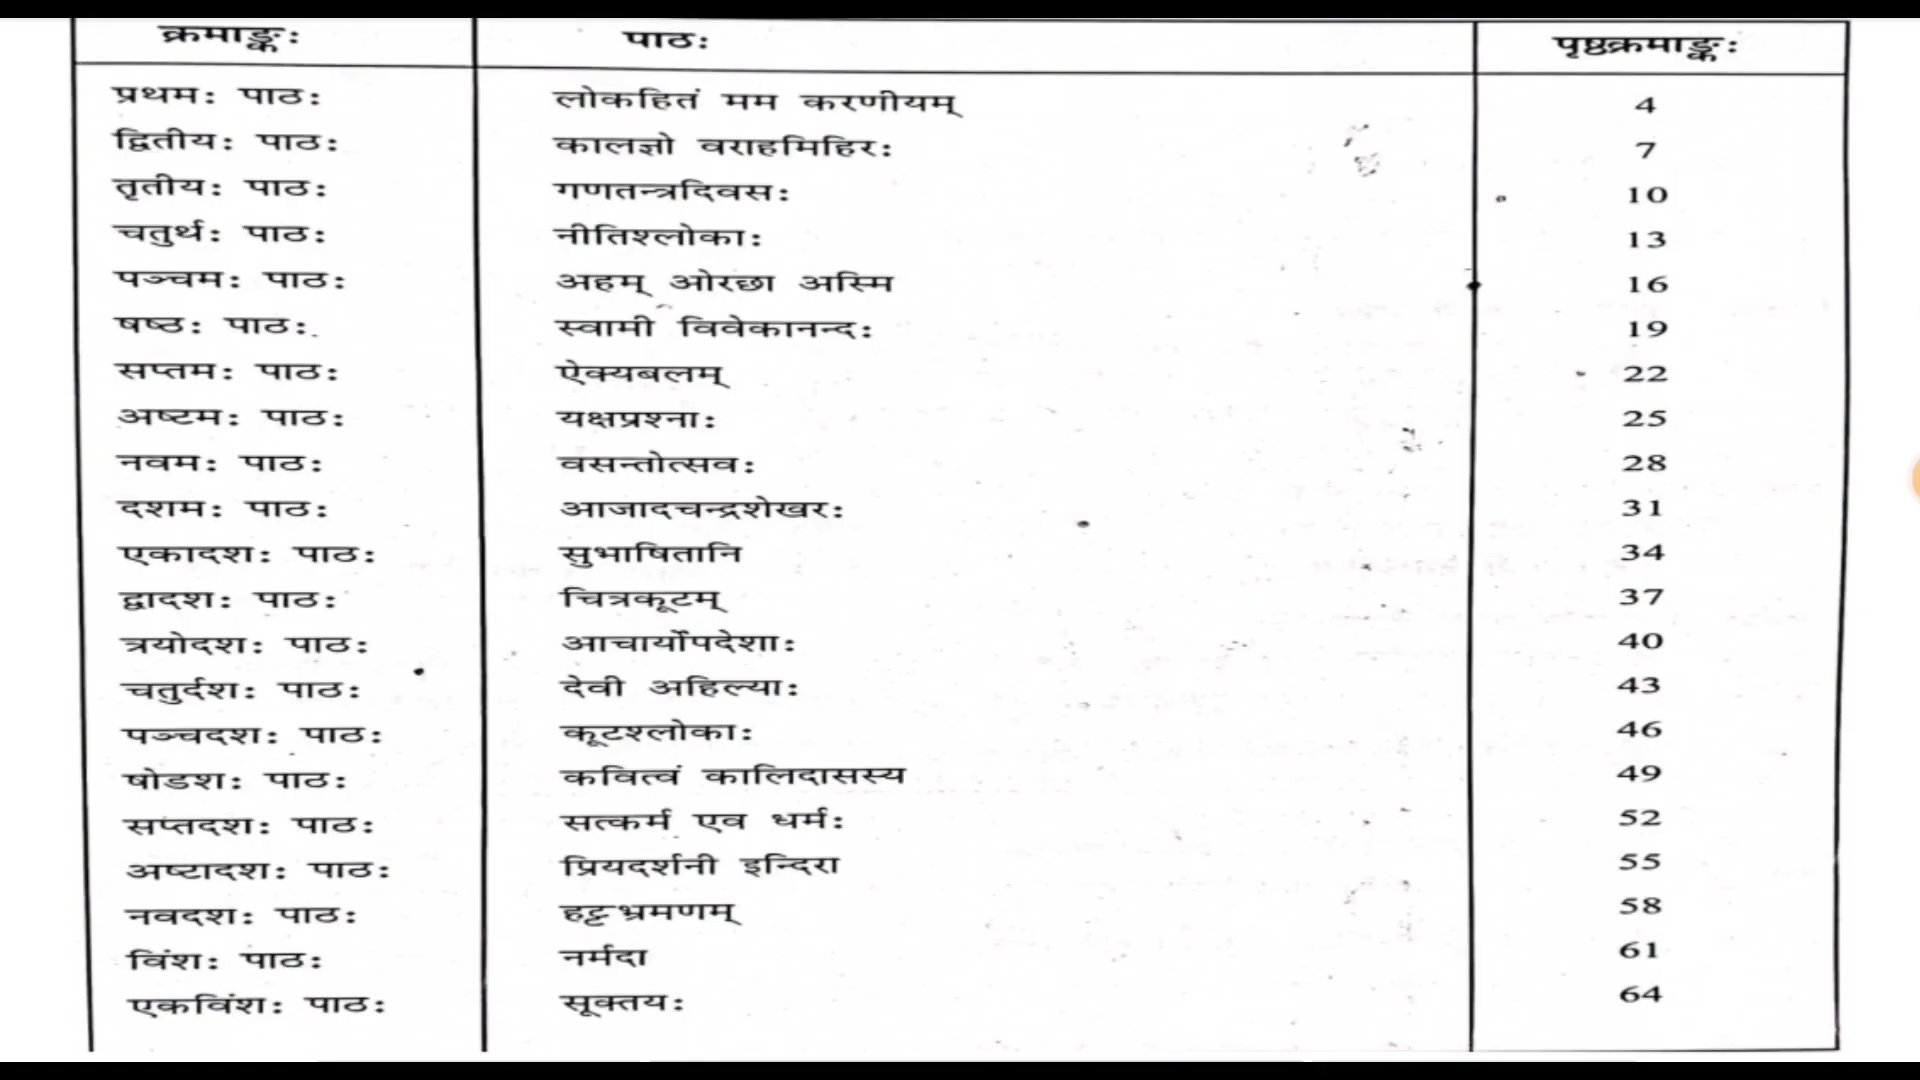 क्रमाङ्कः पाठः पृष्ठक्रमाङ्कः
प्रथमः पाठः लोकहितं मम करणीयम् 4
द्वितीयः पाठः कालज्ञो वराहमिहिरः 7
तृतीयः पाठः गणतन्त्रदिवसः 10
चतुर्थः पाठः नीतिश्लोकाः 13
पञ्चमः पाठः अहम् ओरछा अस्मि 16
षष्ठः पाठः स्वामी विवेकानन्दः 19
सप्तमः पाठः ऐक्यबलम् 22
अष्टमः पाठः यक्षप्रश्नाः 25
नवमः पाठः वसन्तोत्सवः 28
दशमः पाठः आजादचन्द्रशेखरः 31
एकादशः पाठः सुभाषितानि 34
द्वादशः पाठः चित्रकूटम् 37
त्रयोदशः पाठः आचार्योपदेशाः 40
चतुर्दशः पाठः देवी अहिल्याः 43
पञ्चदशः पाठः कूटश्लोकाः 46
षोडशः पाठः कवित्वं कालिदासस्य 49
सप्तदशः पाठः सत्कर्म एव धर्मः 52
अष्टादशः पाठः प्रियदर्शनी इन्दिरा 55
नवदशः पाठः हट्टभ्रमणम् 58
विंशः पाठः नर्मदा 61
एकविंशः पाठः सूक्तयः 64